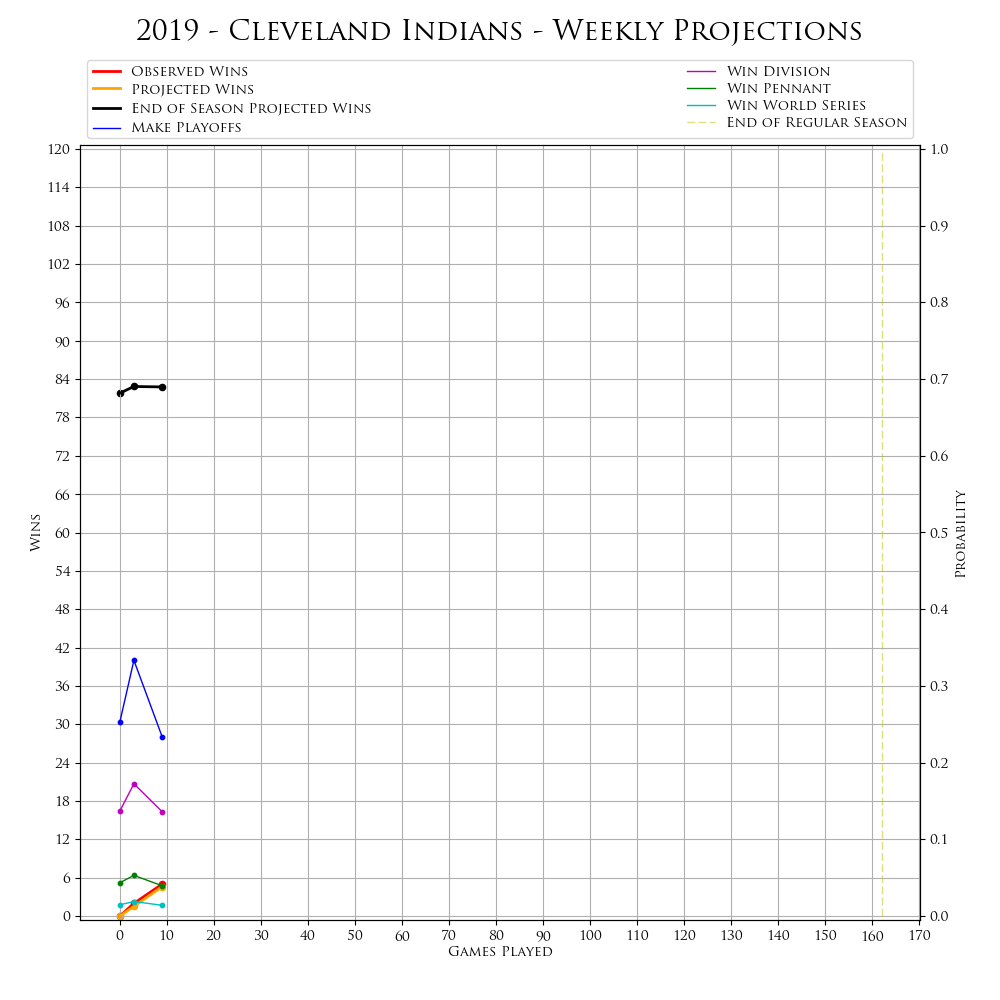 2019 - Cleveland Indians - Weekly Projections
Observed Wins
Projected Wins
End of Season Projected Wins
Make Playoffs
Win Division
Win Pennant
Win World Series
End of Regular Season
120
114
108
102
96
90
84
78
72
66
60
54
48
42
36
30
24
18
12
6
0
Wins
1.0
0.9
0.8
0.7
0.6
0.5
0.4
0.3
0.2
0.1
0.0
Probability
0 10 20 30 40 50 60 70 80 90 100 110 120 130 140 150 160 170
Games Played